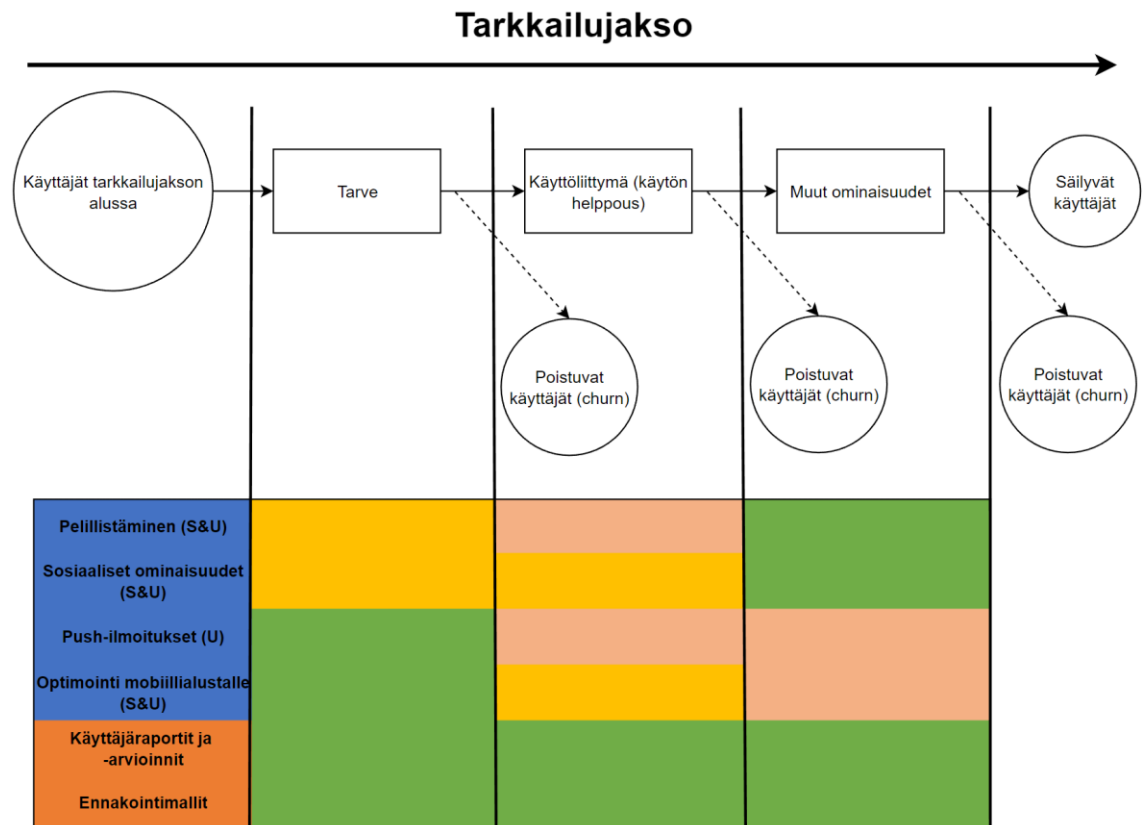 Tarkkailujakso
Käyttäjät tarkkailujakson
alussa
Tarve
Käyttöliittymä (käytön
helppous)
Muut ominaisuudet
Säilyvät
käyttäjät
Poistuvat
käyttäjät (churn)
Poistuvat
käyttäjät (churn)
Poistuvat
käyttäjät (churn)
Pelillistäminen (S&U)
Sosiaaliset ominaisuudet
(S&U)
Push-ilmoitukset (U)
Optimointi mobiillialustalle
(S&U)
Käyttäjäraportit ja
-arvioinnit
Ennakointimallit